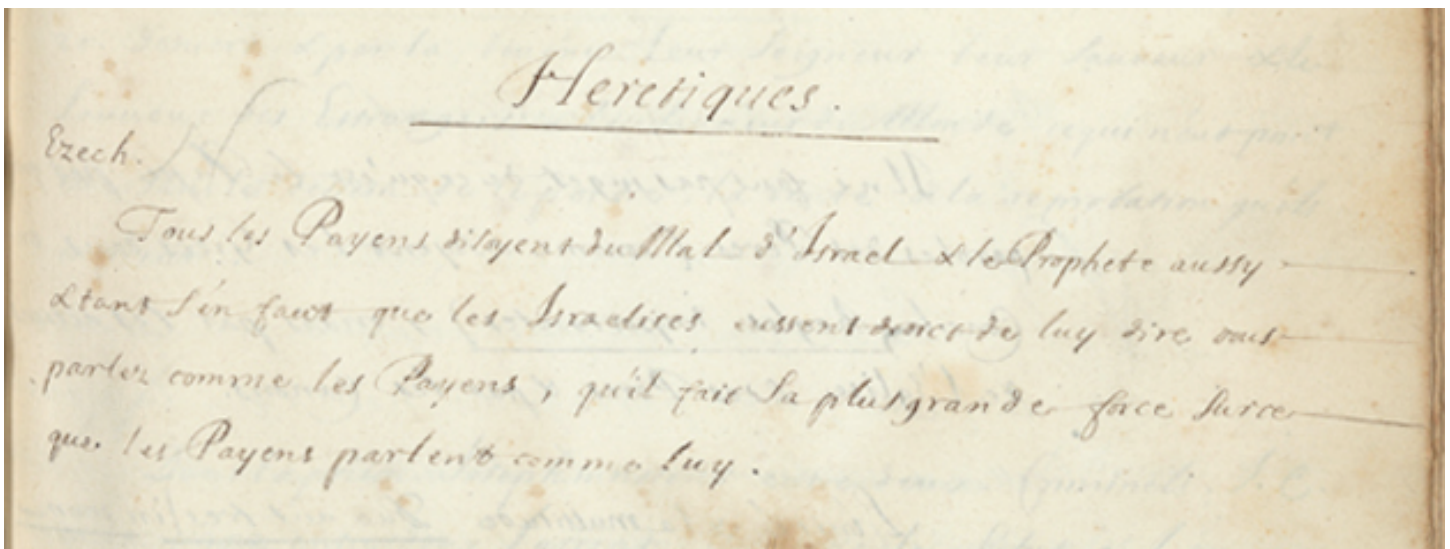 Heretiques.
Ezech.
Tous les Payens disoyent du Mal d'Israel & le Prophete aussy
& tant s'en faut que les Israelites eussent droict de luy dire vous
parlez comme les Payens, qu'il fait sa plus grande force sur ce
que les Payens parlent comme luy.